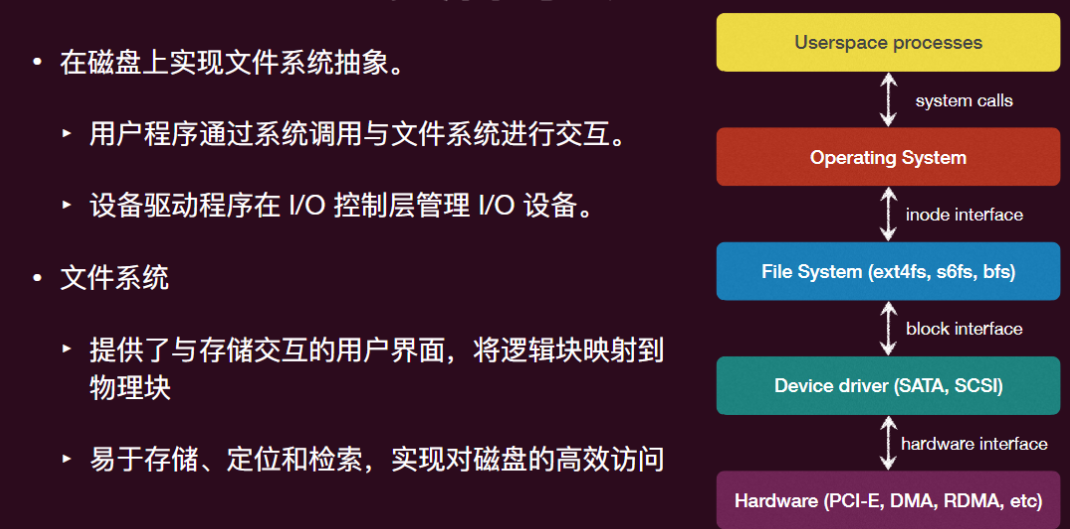 • 在磁盘上实现文件系统抽象。
▸ 用户程序通过系统调用与文件系统进行交互。
▸ 设备驱动程序在 I/O 控制层管理 I/O 设备。
• 文件系统
▸ 提供了与存储交互的用户界面，将逻辑块映射到
物理块
▸ 易于存储、定位和检索，实现对磁盘的高效访问
Userspace processes
system calls
Operating System
inode interface
File System (ext4fs, s6fs, bfs)
block interface
Device driver (SATA, SCSI)
hardware interface
Hardware (PCI-E, DMA, RDMA, etc)